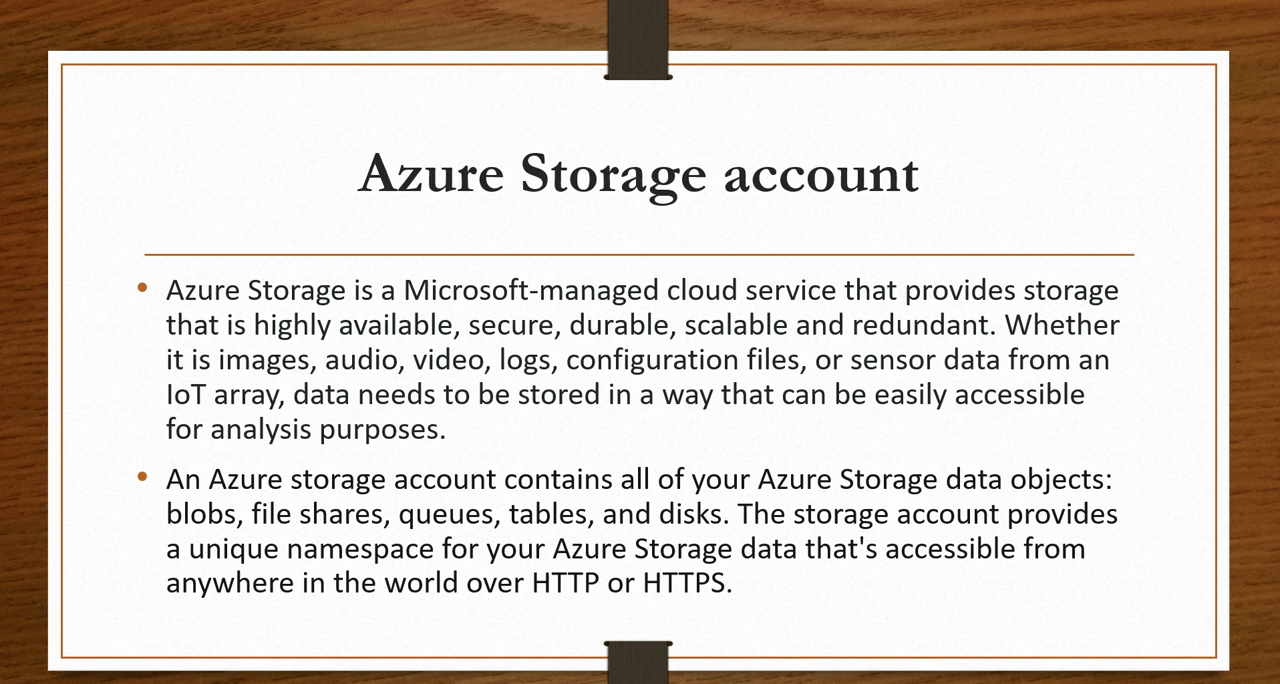 Azure Storage account
• Azure Storage is a Microsoft-managed cloud service that provides storage
that is highly available, secure, durable, scalable and redundant. Whether
it is images, audio, video, logs, configuration files, or sensor data from an
IoT array, data needs to be stored in a way that can be easily accessible
for analysis purposes.
• An Azure storage account contains all of your Azure Storage data objects:
blobs, file shares, queues, tables, and disks. The storage account provides
a unique namespace for your Azure Storage data that's accessible from
anywhere in the world over HTTP or HTTPS.